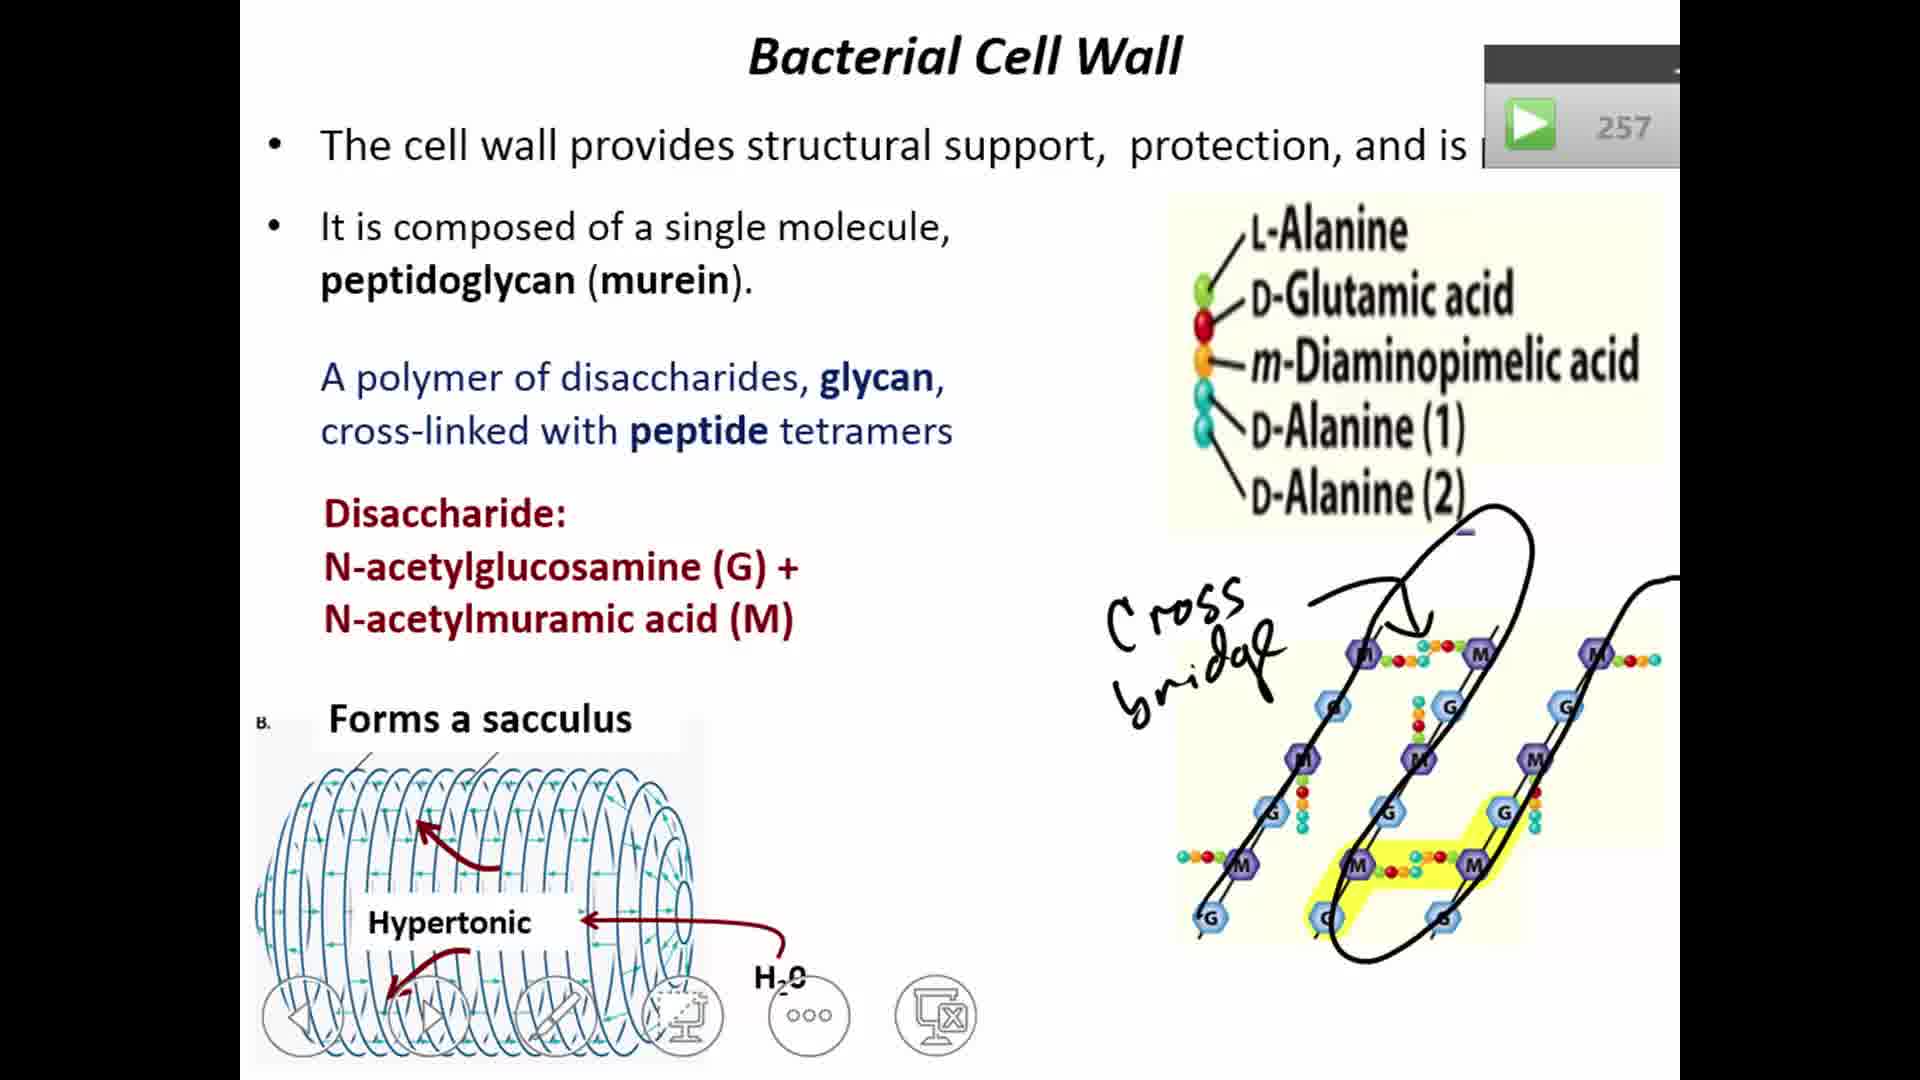 Bacterial Cell Wall
257
• The cell wall provides structural support, protection, and is
• It is composed of a single molecule,
peptidoglycan (murein).
A polymer of disaccharides, glycan,
cross-linked with peptide tetramers
Disaccharide:
N-acetylglucosamine (G) +
N-acetylmuramic acid (M)
L-Alanine
D-Glutamic acid
m-Diaminopimelic acid
D-Alanine (1)
D-Alanine (2)
Cross
bridge
M M M
G G G
M M M
G G G
M M M
G G G
B.
Forms a sacculus
Hypertonic
H₂0